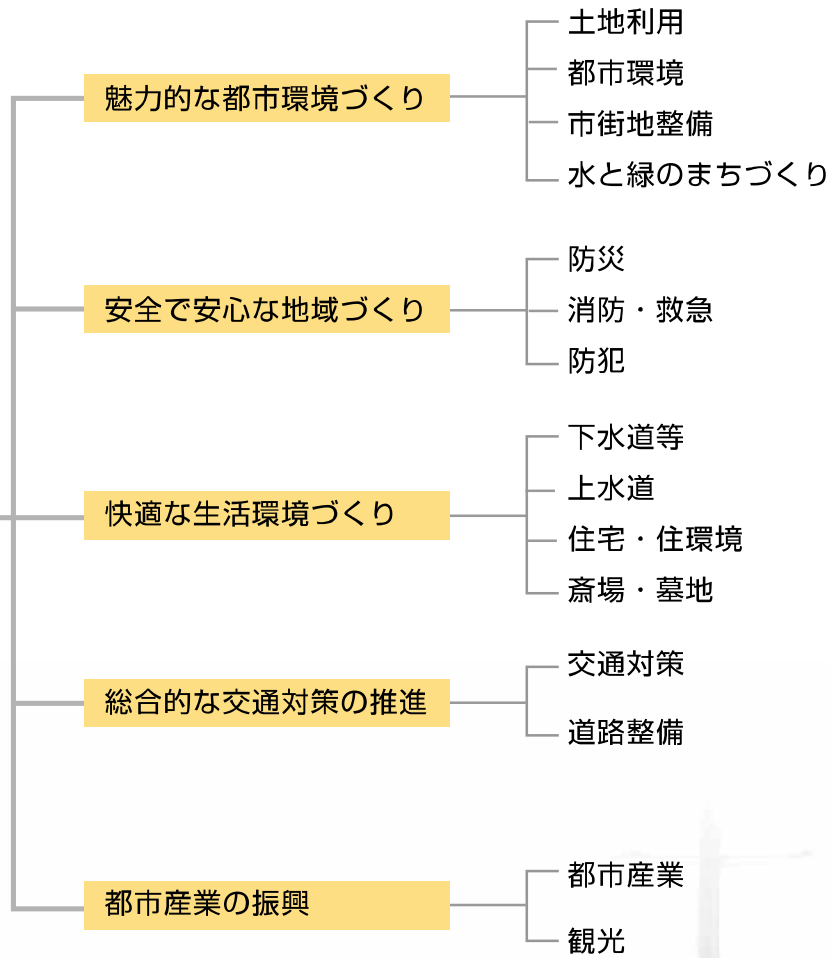 魅力的な都市環境づくり
土地利用
都市環境
市街地整備
水と緑のまちづくり
安全で安心な地域づくり
防災
消防・救急
防犯
快適な生活環境づくり
下水道等
上水道
住宅・住環境
斎場・墓地
総合的な交通対策の推進
交通対策
道路整備
都市産業の振興
都市産業
観光